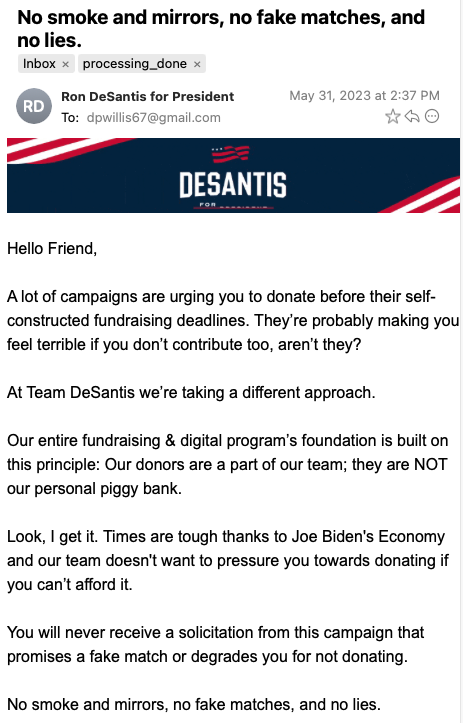 No smoke and mirrors, no fake matches, and
no lies.
Inbox × processing_done ×
RD
Ron DeSantis for President
May 31, 2023 at 2:37 PM
To: dpwillis67@gmail.com
DESANTIS
FOR PRESIDENT
Hello Friend,
A lot of campaigns are urging you to donate before their self-
constructed fundraising deadlines. They’re probably making you
feel terrible if you don’t contribute too, aren’t they?
At Team DeSantis we’re taking a different approach.
Our entire fundraising & digital program’s foundation is built on
this principle: Our donors are a part of our team; they are NOT
our personal piggy bank.
Look, I get it. Times are tough thanks to Joe Biden's Economy
and our team doesn't want to pressure you towards donating if
you can’t afford it.
You will never receive a solicitation from this campaign that
promises a fake match or degrades you for not donating.
No smoke and mirrors, no fake matches, and no lies.